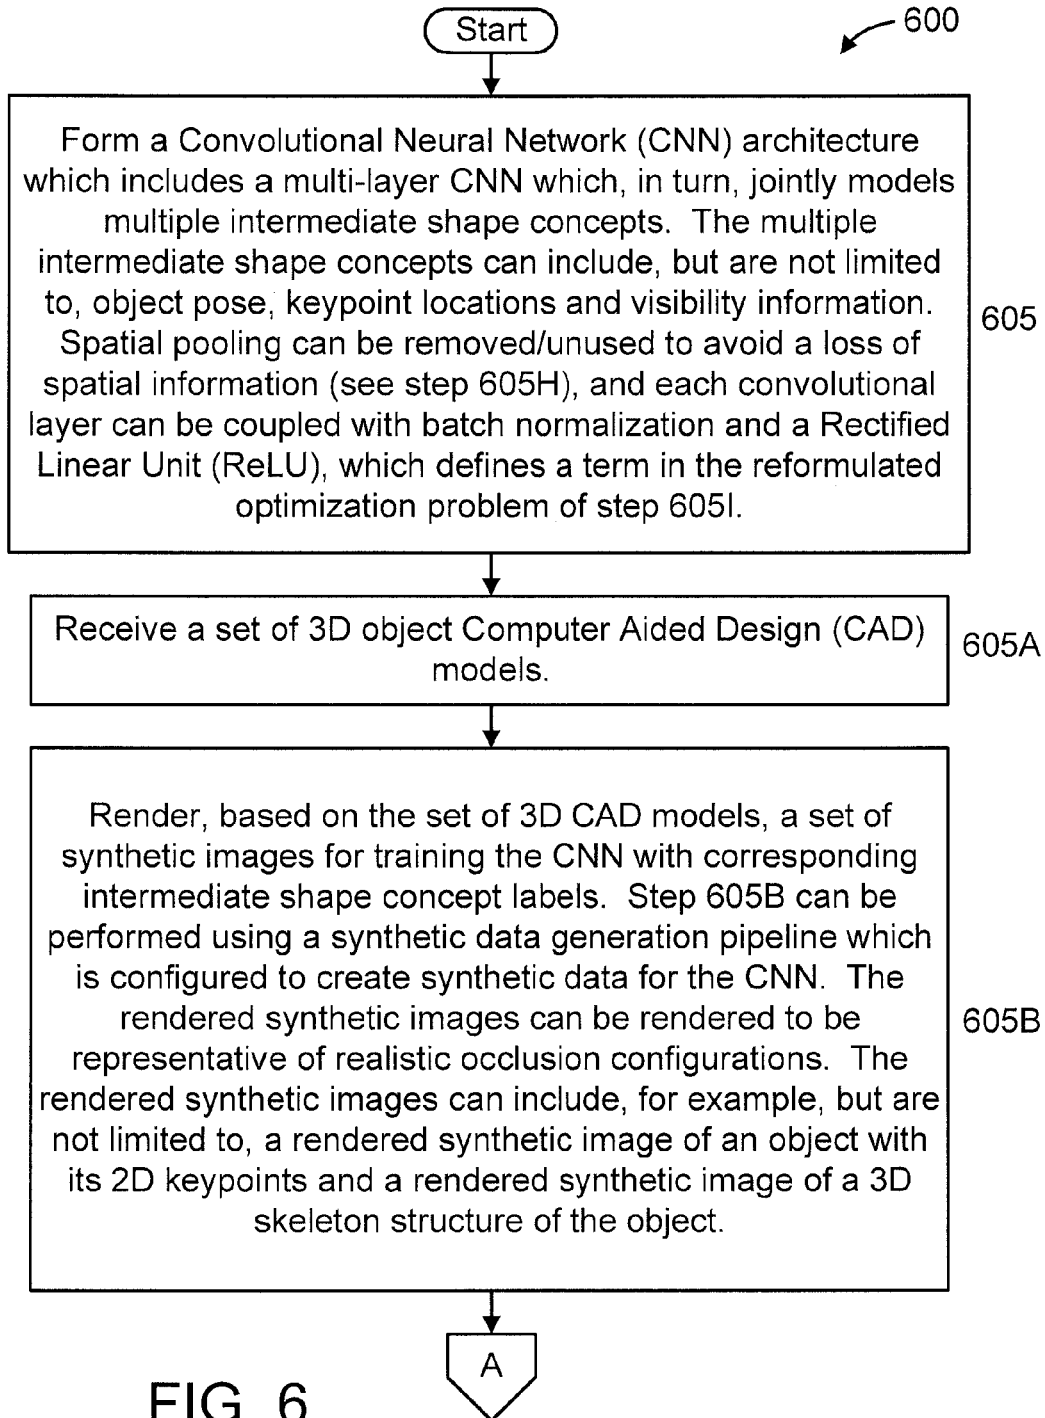 Start
600
Form a Convolutional Neural Network (CNN) architecture
which includes a multi-layer CNN which, in turn, jointly models
multiple intermediate shape concepts. The multiple
intermediate shape concepts can include, but are not limited
to, object pose, keypoint locations and visibility information.
Spatial pooling can be removed/unused to avoid a loss of
spatial information (see step 605H), and each convolutional
layer can be coupled with batch normalization and a Rectified
Linear Unit (ReLU), which defines a term in the reformulated
optimization problem of step 605I.
605
Receive a set of 3D object Computer Aided Design (CAD)
models.
605A
Render, based on the set of 3D CAD models, a set of
synthetic images for training the CNN with corresponding
intermediate shape concept labels. Step 605B can be
performed using a synthetic data generation pipeline which
is configured to create synthetic data for the CNN. The
rendered synthetic images can be rendered to be
representative of realistic occlusion configurations. The
rendered synthetic images can include, for example, but are
not limited to, a rendered synthetic image of an object with
its 2D keypoints and a rendered synthetic image of a 3D
skeleton structure of the object.
605B
A
FIG. 6